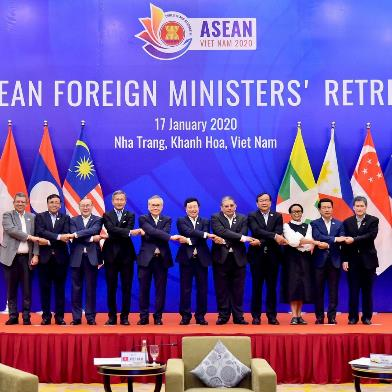 ASEAN
VIET NAM 2020
EAN FOREIGN MINISTERS' RETR
17 January 2020
Nha Trang, Khanh Hoa, Viet Nam